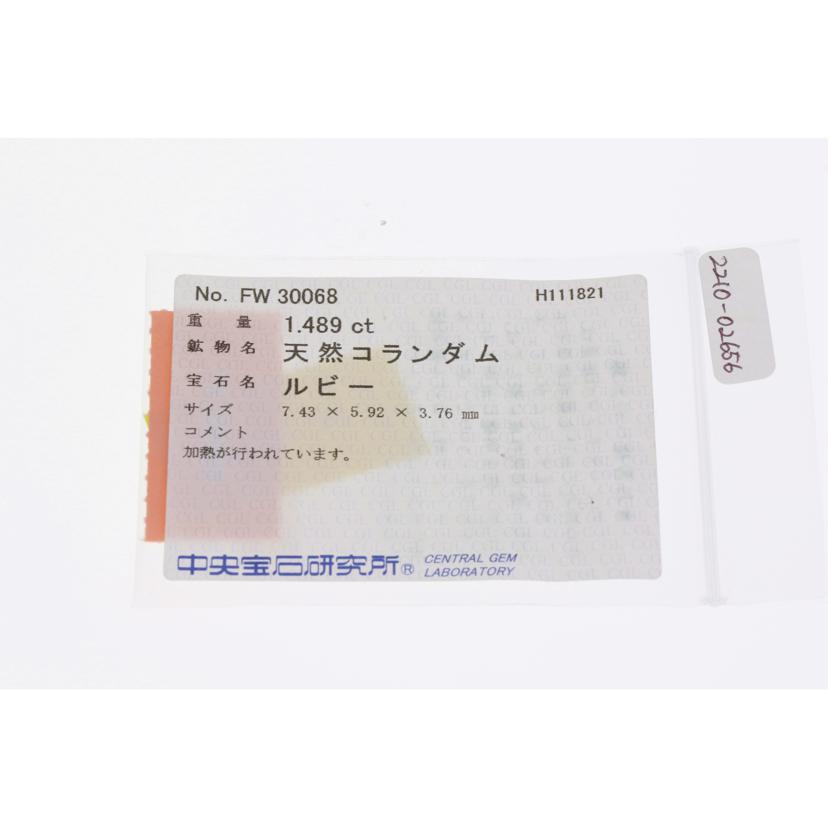 No. FW 30068 H111821
重量 1.489 ct
鉱物名 天然コランダム
宝石名 ルビー
サイズ 7.43 × 5.92 × 3.76 ㎜
コメント
加熱が行われています。
中央宝石研究所® CENTRAL GEM
LABORATORY
2210-02656